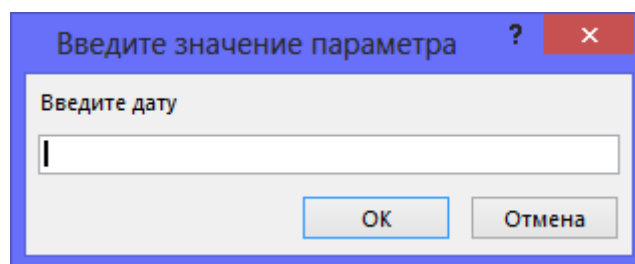 Введите значение параметра ? ×
Введите дату
ОК Отмена